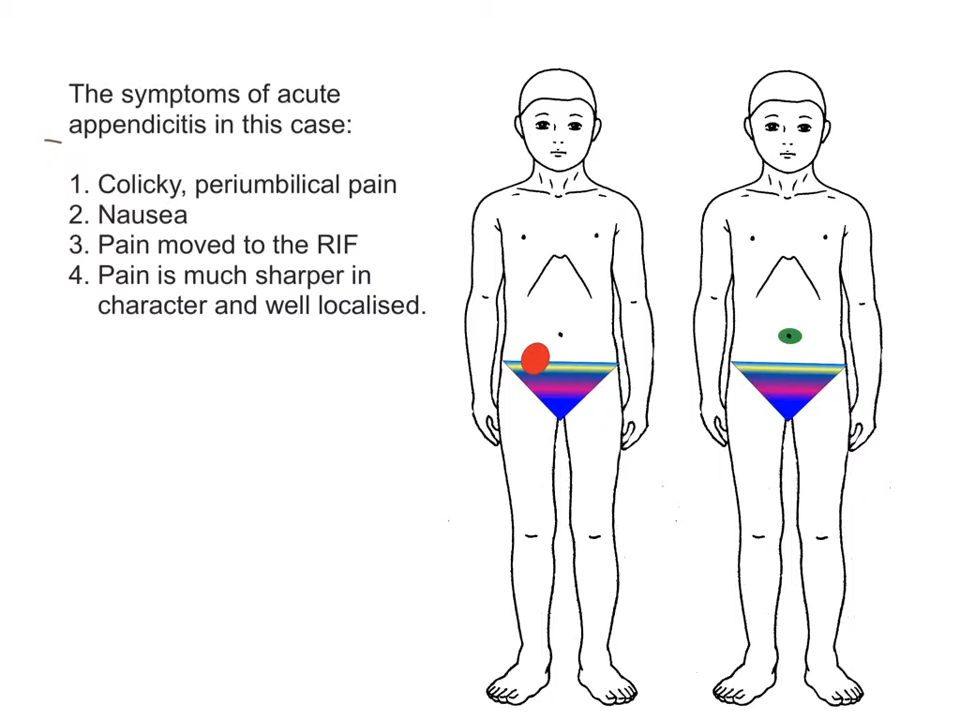 The symptoms of acute
appendicitis in this case:
1. Colicky, periumbilical pain
2. Nausea
3. Pain moved to the RIF
4. Pain is much sharper in
character and well localised.